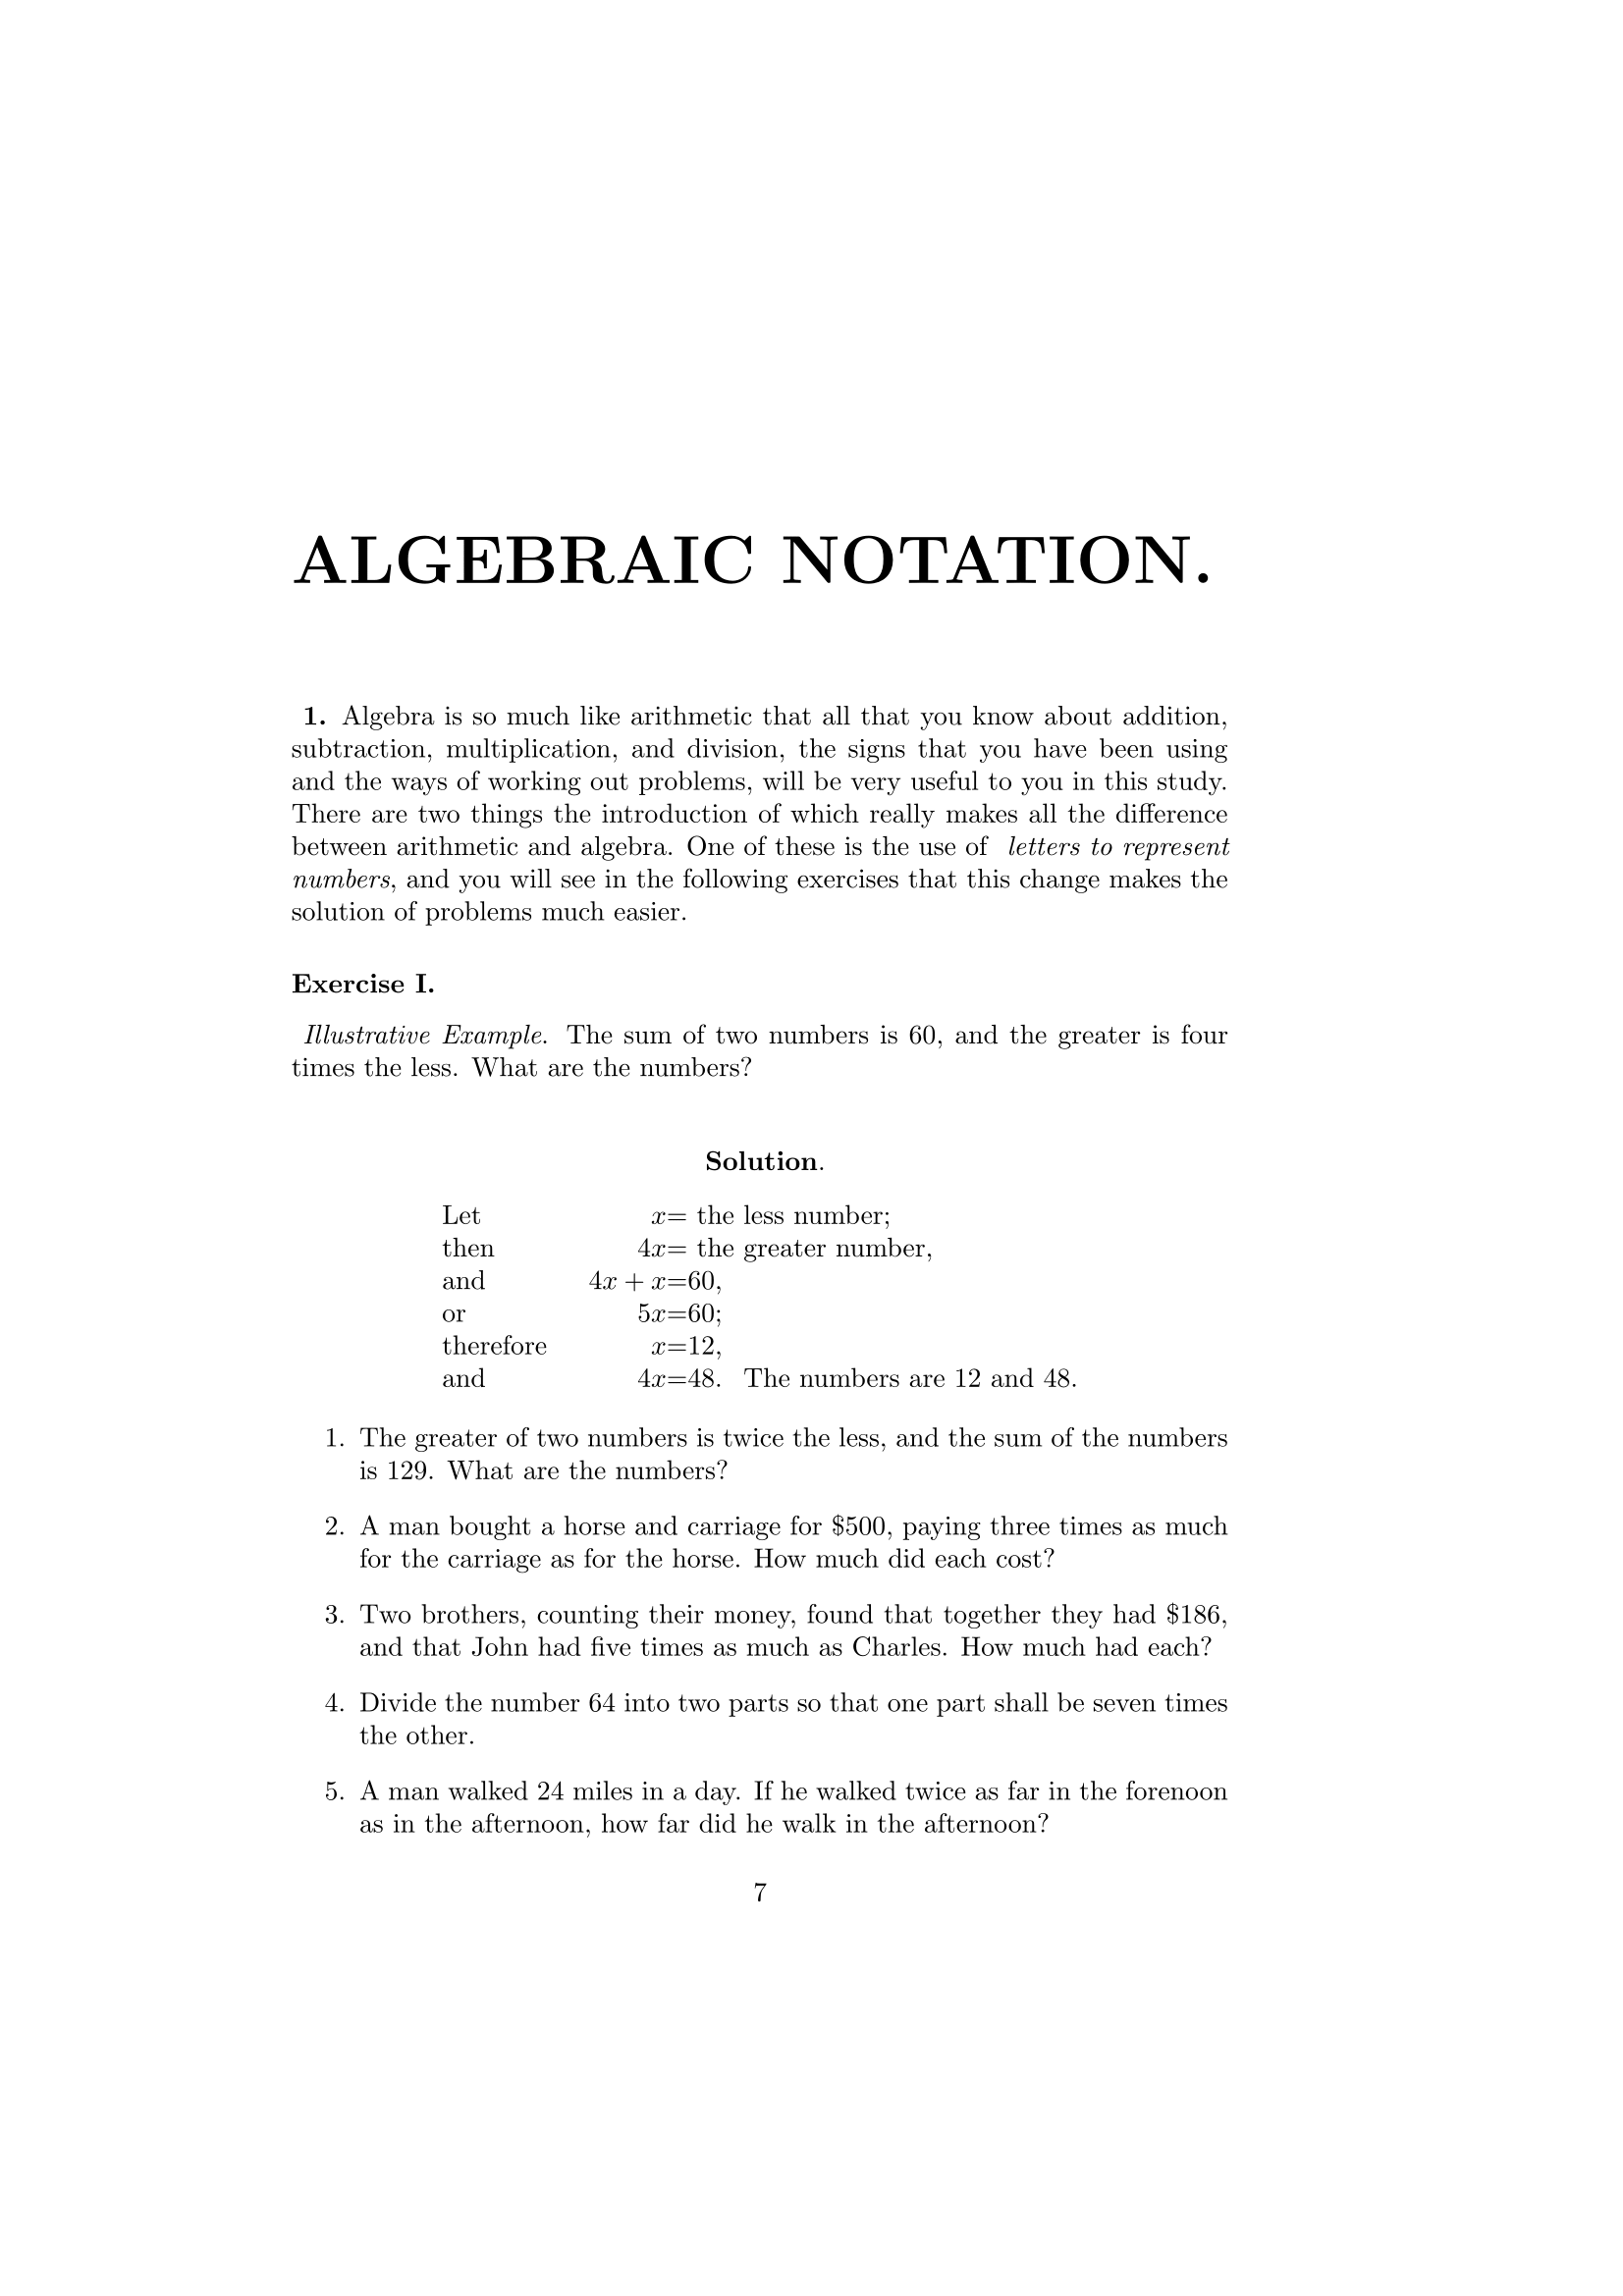 ALGEBRAIC NOTATION.
1. Algebra is so much like arithmetic that all that you know about addition,
subtraction, multiplication, and division, the signs that you have been using
and the ways of working out problems, will be very useful to you in this study.
There are two things the introduction of which really makes all the difference
between arithmetic and algebra. One of these is the use of letters to represent
numbers, and you will see in the following exercises that this change makes the
solution of problems much easier.
Exercise I.
Illustrative Example. The sum of two numbers is 60, and the greater is four
times the less. What are the numbers?
Solution.
Let x= the less number;
then 4x= the greater number,
and 4x + x=60,
or 5x=60;
therefore x=12,
and 4x=48. The numbers are 12 and 48.
1. The greater of two numbers is twice the less, and the sum of the numbers
is 129. What are the numbers?
2. A man bought a horse and carriage for $500, paying three times as much
for the carriage as for the horse. How much did each cost?
3. Two brothers, counting their money, found that together they had $186,
and that John had five times as much as Charles. How much had each?
4. Divide the number 64 into two parts so that one part shall be seven times
the other.
5. A man walked 24 miles in a day. If he walked twice as far in the forenoon
as in the afternoon, how far did he walk in the afternoon?
7